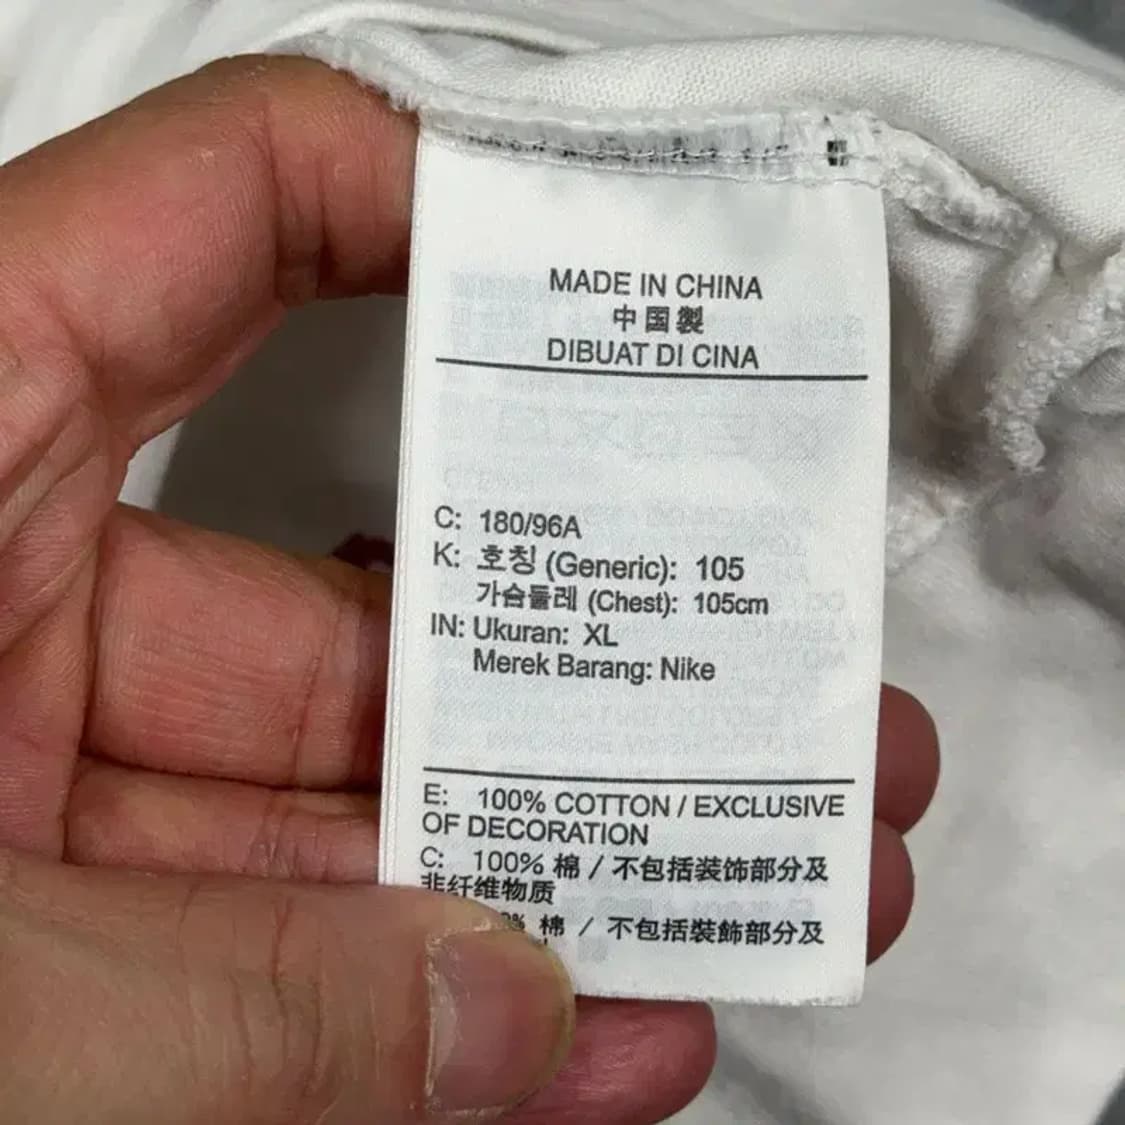 MADE IN CHINA
中国製
DIBUAT DI CINA
C: 180/96A
K: 호칭 (Generic): 105
가슴둘레 (Chest): 105cm
IN: Ukuran: XL
Merek Barang: Nike
E: 100% COTTON / EXCLUSIVE
OF DECORATION
C: 100% 棉 / 不包括装饰部分及
非纤维物质
% 棉 / 不包括裝飾部分及